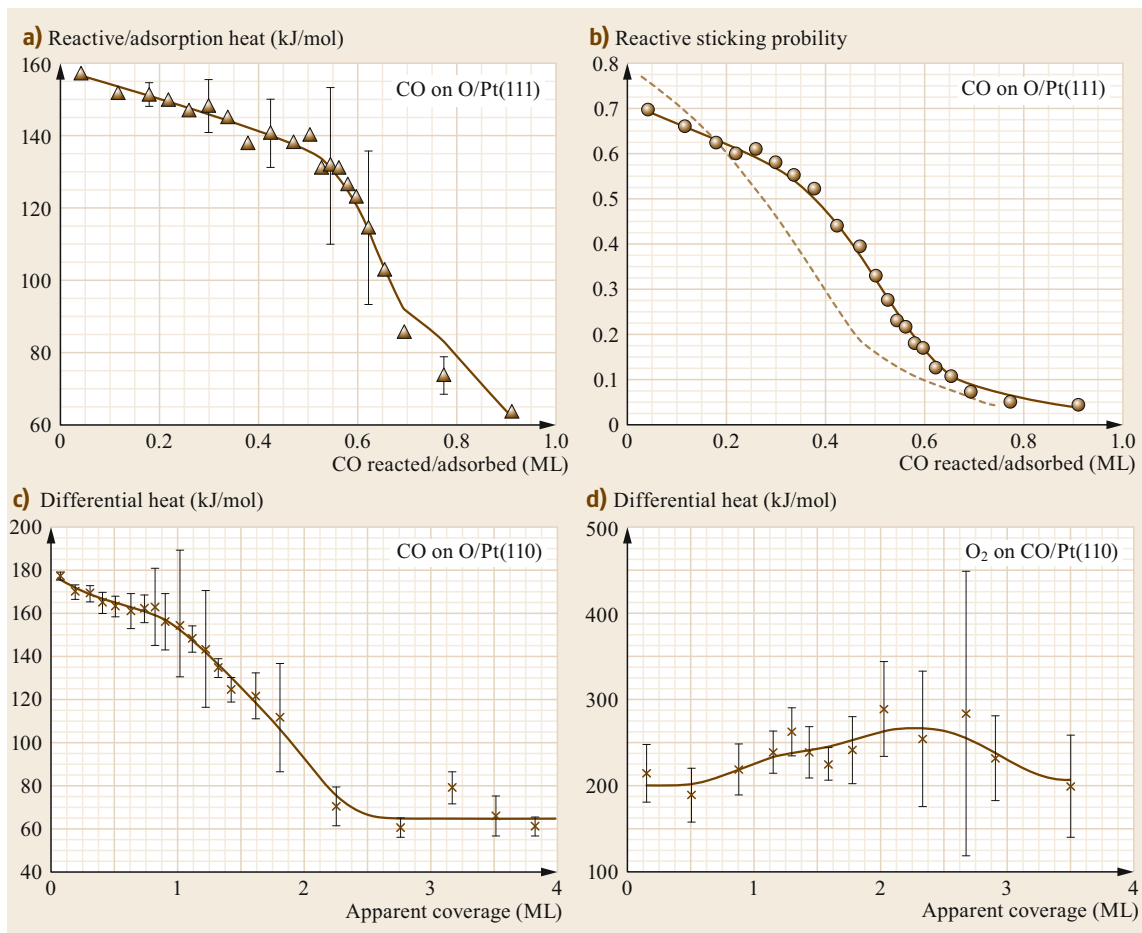 a) Reactive/adsorption heat (kJ/mol)
160
140
120
100
80
60
CO on O/Pt(111)
0 0.2 0.4 0.6 0.8 1.0
CO reacted/adsorbed (ML)
b) Reactive sticking probility
0.8
0.7
0.6
0.5
0.4
0.3
0.2
0.1
0
CO on O/Pt(111)
0 0.2 0.4 0.6 0.8 1.0
CO reacted/adsorbed (ML)
c) Differential heat (kJ/mol)
200
180
160
140
120
100
80
60
40
CO on O/Pt(110)
0 1 2 3 4
Apparent coverage (ML)
d) Differential heat (kJ/mol)
500
400
300
250
200
100
O₂ on CO/Pt(110)
0 1 2 3 4
Apparent coverage (ML)